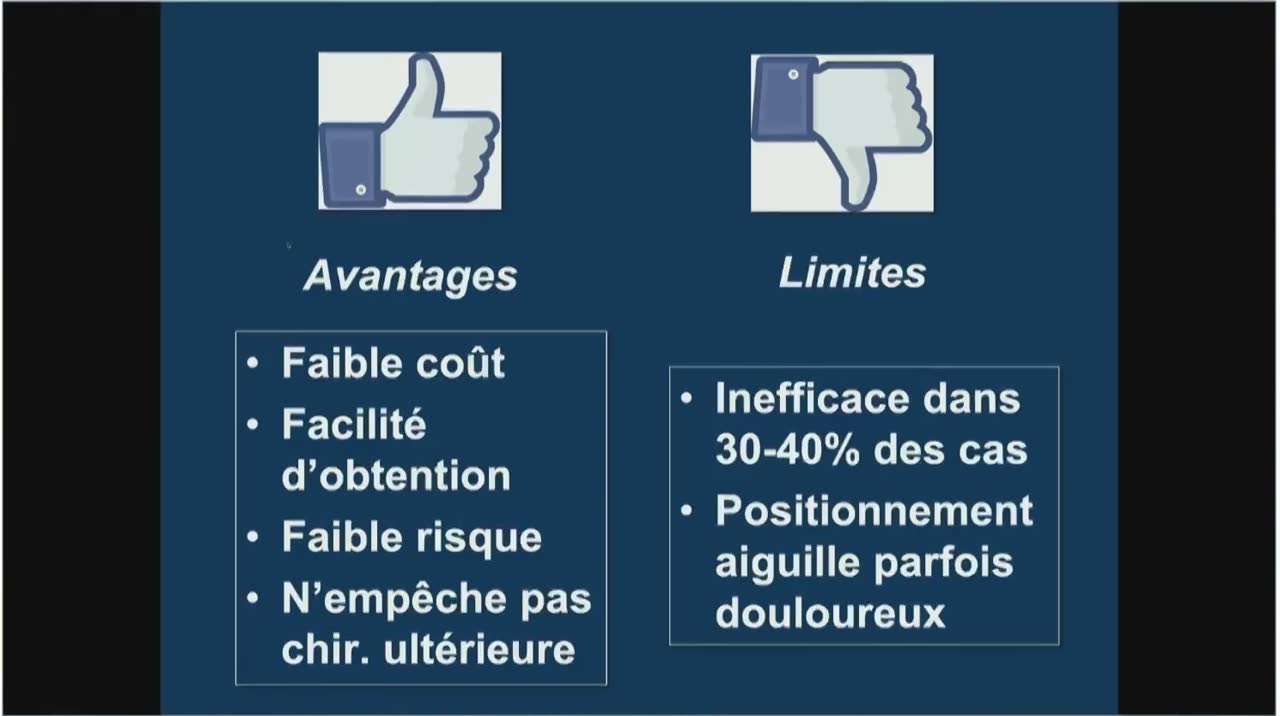 Avantages
• Faible coût
• Facilité
d’obtention
• Faible risque
• N’empêche pas
chir. ultérieure
Limites
• Inefficace dans
30-40% des cas
• Positionnement
aiguille parfois
douloureux